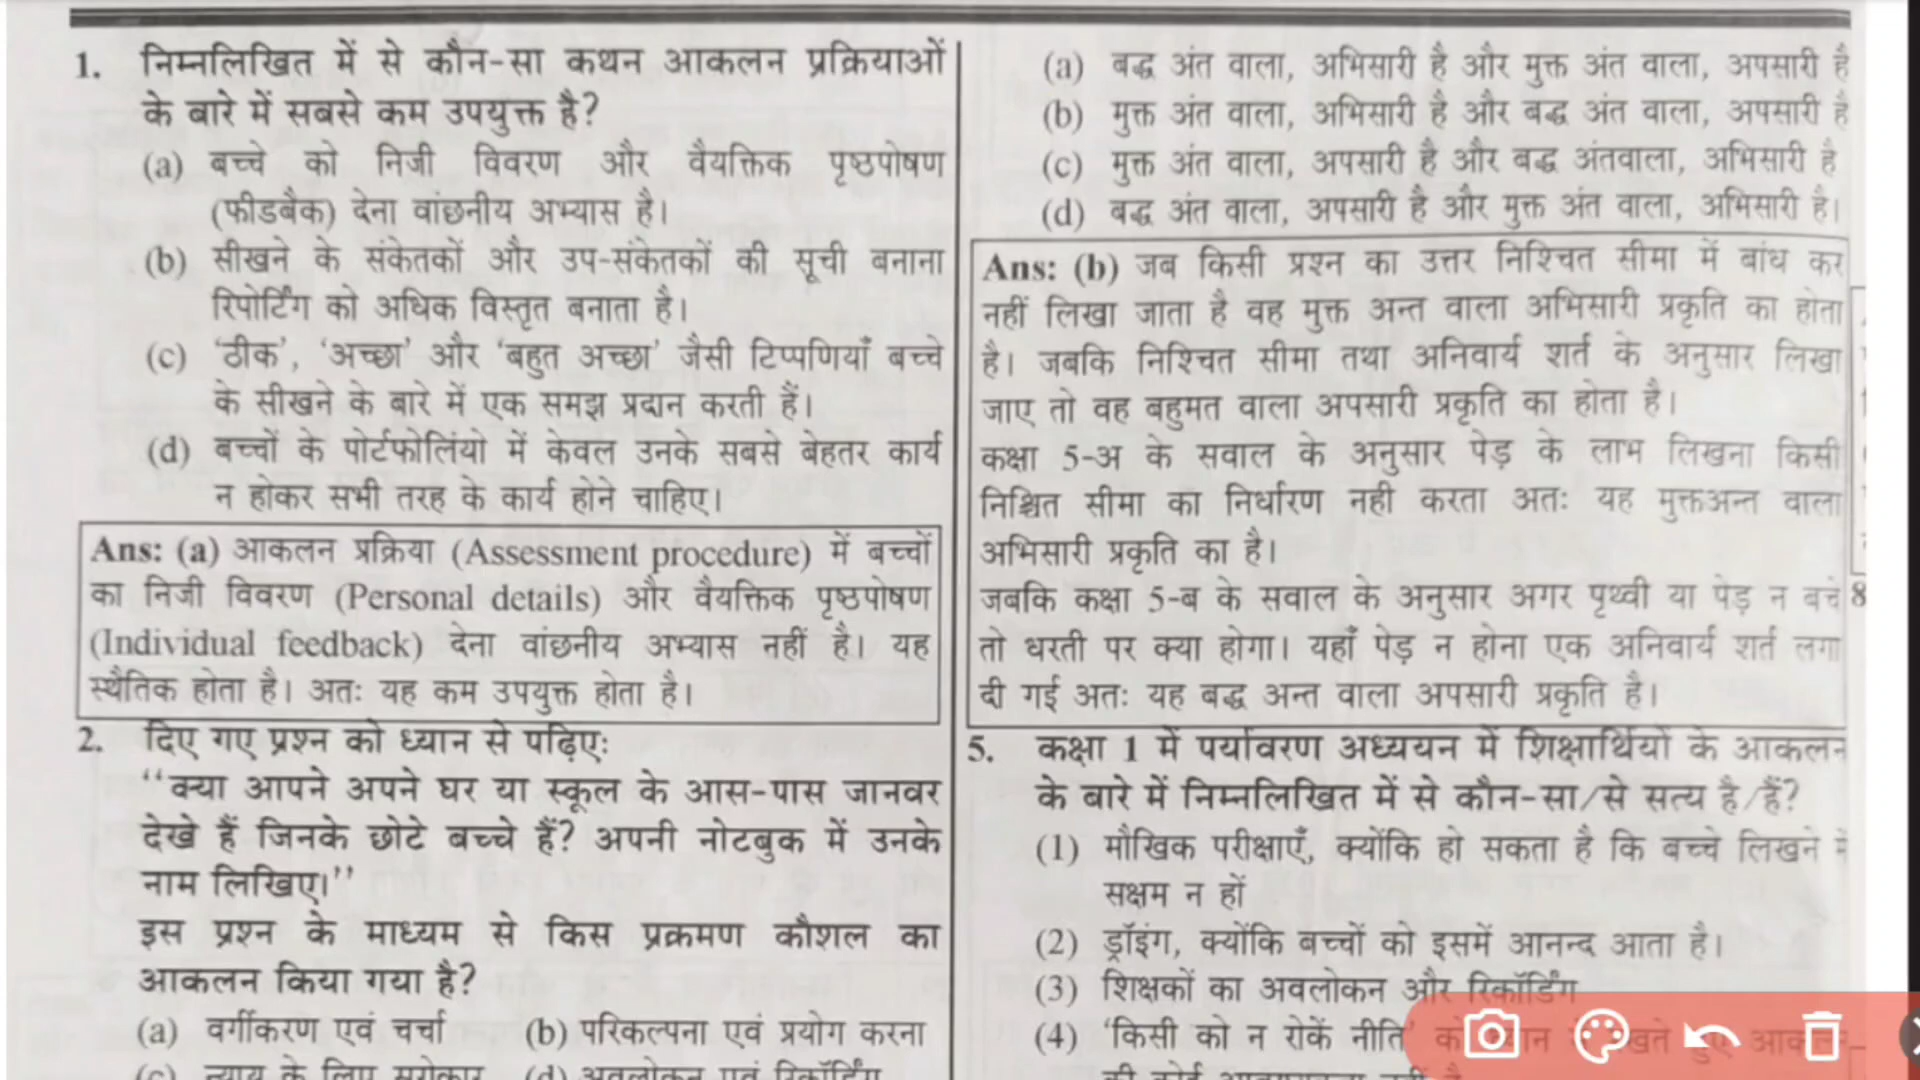 1. निम्नलिखित में से कौन-सा कथन आकलन प्रक्रियाओं
के बारे में सबसे कम उपयुक्त है?
(a) बच्चे को निजी विवरण और वैयक्तिक पृष्ठपोषण
(फीडबैक) देना वांछनीय अभ्यास है।
(b) सीखने के संकेतकों और उप-संकेतकों की सूची बनाना
रिपोर्टिंग को अधिक विस्तृत बनाता है।
(c) 'ठीक', 'अच्छा' और 'बहुत अच्छा' जैसी टिप्पणियाँ बच्चे
के सीखने के बारे में एक समझ प्रदान करती हैं।
(d) बच्चों के पोर्टफोलियो में केवल उनके सबसे बेहतर कार्य
न होकर सभी तरह के कार्य होने चाहिए।
Ans: (a) आकलन प्रक्रिया (Assessment procedure) में बच्चों
का निजी विवरण (Personal details) और वैयक्तिक पृष्ठपोषण
(Individual feedback) देना वांछनीय अभ्यास नहीं है। यह
स्थैतिक होता है। अतः यह कम उपयुक्त होता है।
2. दिए गए प्रश्न को ध्यान से पढ़िएः
''क्या आपने अपने घर या स्कूल के आस-पास जानवर
देखे हैं जिनके छोटे बच्चे हैं? अपनी नोटबुक में उनके
नाम लिखिए।''
इस प्रश्न के माध्यम से किस प्रक्रमण कौशल का
आकलन किया गया है?
(a) वर्गीकरण एवं चर्चा (b) परिकल्पना एवं प्रयोग करना
(c) न्याय के लिए सरोकार (d) अवलोकन एवं रिकॉर्डिंग
(a) बद्ध अंत वाला, अभिसारी है और मुक्त अंत वाला, अपसारी है
(b) मुक्त अंत वाला, अभिसारी है और बद्ध अंत वाला, अपसारी है
(c) मुक्त अंत वाला, अपसारी है और बद्ध अंतवाला, अभिसारी है
(d) बद्ध अंत वाला, अपसारी है और मुक्त अंत वाला, अभिसारी है।
Ans: (b) जब किसी प्रश्न का उत्तर निश्चित सीमा में बांध कर
नहीं लिखा जाता है वह मुक्त अन्त वाला अभिसारी प्रकृति का होता
है। जबकि निश्चित सीमा तथा अनिवार्य शर्त के अनुसार लिखा
जाए तो वह बहुमत वाला अपसारी प्रकृति का होता है।
कक्षा 5-अ के सवाल के अनुसार पेड़ के लाभ लिखना किसी
निश्चित सीमा का निर्धारण नही करता अतः यह मुक्तअन्त वाला
अभिसारी प्रकृति का है।
जबकि कक्षा 5-ब के सवाल के अनुसार अगर पृथ्वी या पेड़ न बचे
तो धरती पर क्या होगा। यहाँ पेड़ न होना एक अनिवार्य शर्त लगा
दी गई अतः यह बद्ध अन्त वाला अपसारी प्रकृति है।
5. कक्षा 1 में पर्यावरण अध्ययन में शिक्षार्थियों के आकलन
के बारे में निम्नलिखित में से कौन-सा/से सत्य है/हैं?
(1) मौखिक परीक्षाएँ, क्योंकि हो सकता है कि बच्चे लिखने में
सक्षम न हों
(2) ड्रॉइंग, क्योंकि बच्चों को इसमें आनन्द आता है।
(3) शिक्षकों का अवलोकन और रिकॉर्डिंग
(4) 'किसी को न रोकें नीति' को ध्यान
8